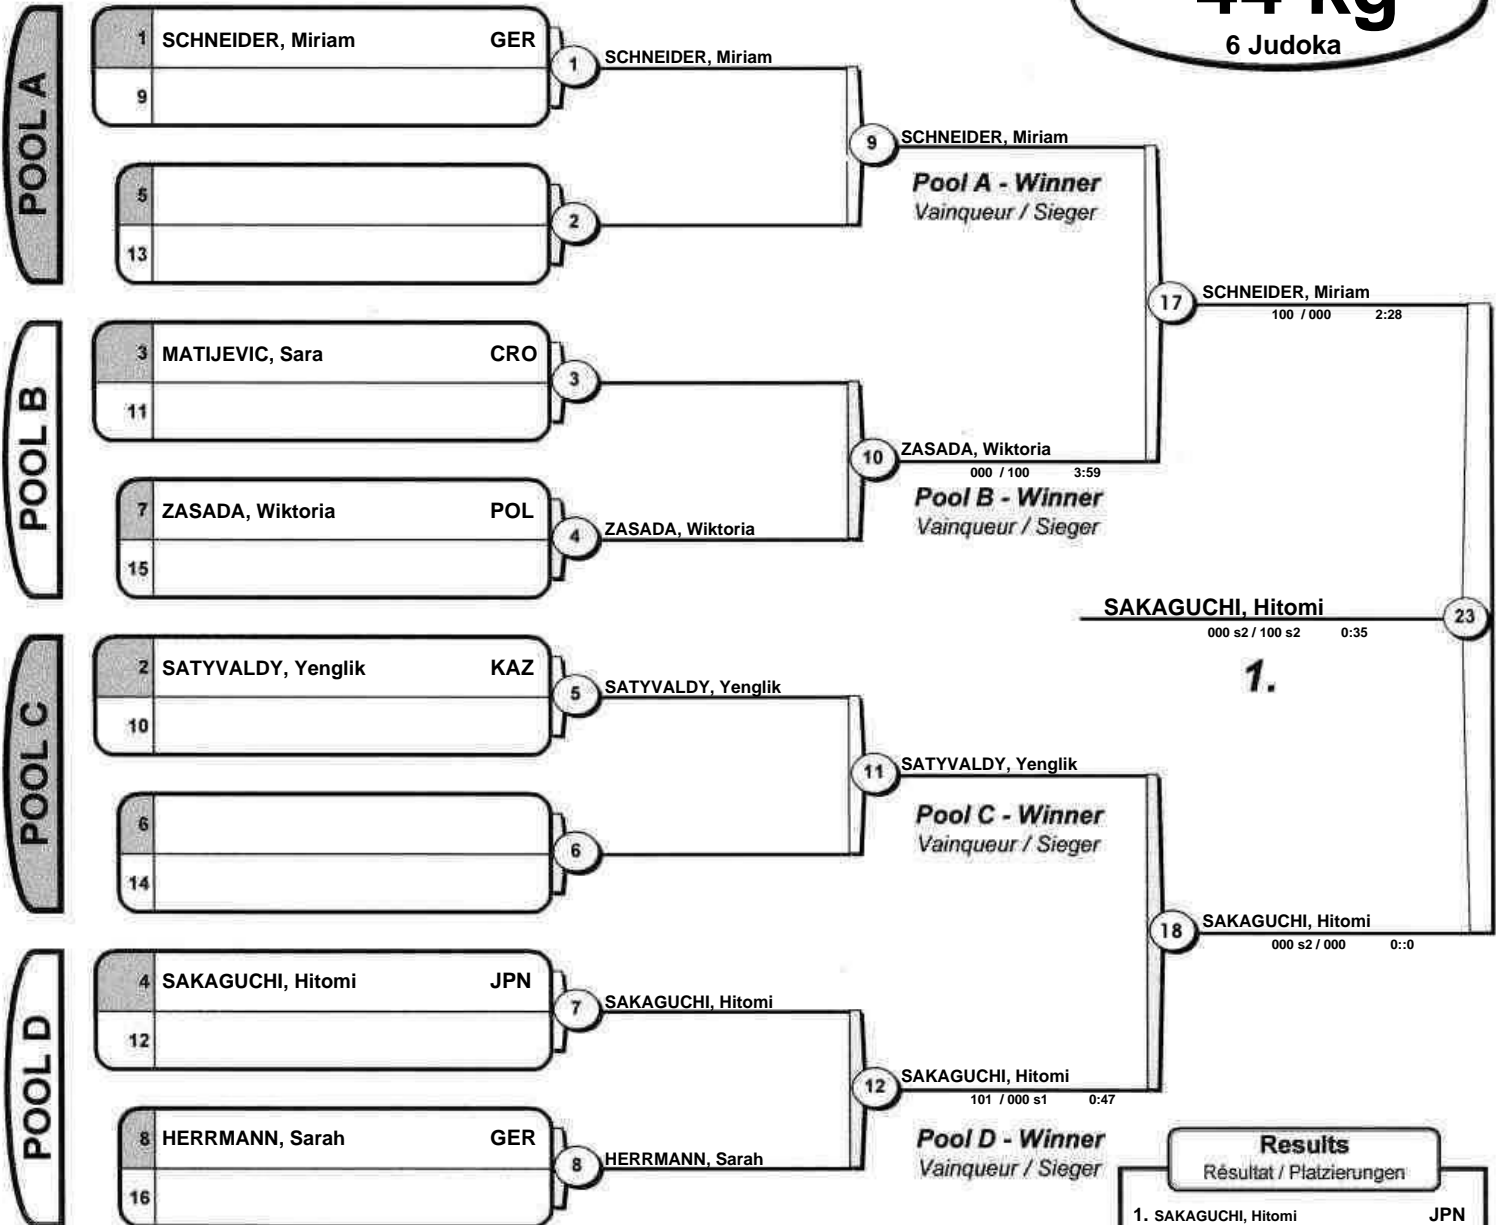 44 kg
6 Judoka
POOL A
1 SCHNEIDER, Miriam GER
9
1 SCHNEIDER, Miriam
5
13
2
9 SCHNEIDER, Miriam
Pool A - Winner
Vainqueur / Sieger
POOL B
3 MATIJEVIC, Sara CRO
11
3
7 ZASADA, Wiktoria POL
15
4 ZASADA, Wiktoria
10 ZASADA, Wiktoria
000 / 100 3:59
Pool B - Winner
Vainqueur / Sieger
17 SCHNEIDER, Miriam
100 / 000 2:28
SAKAGUCHI, Hitomi 23
000 s2 / 100 s2 0:35
1.
POOL C
2 SATYVALDY, Yenglik KAZ
10
5 SATYVALDY, Yenglik
6
14
6
11 SATYVALDY, Yenglik
Pool C - Winner
Vainqueur / Sieger
18 SAKAGUCHI, Hitomi
000 s2 / 000 0::0
POOL D
4 SAKAGUCHI, Hitomi JPN
12
7 SAKAGUCHI, Hitomi
8 HERRMANN, Sarah GER
16
8 HERRMANN, Sarah
12 SAKAGUCHI, Hitomi
101 / 000 s1 0:47
Pool D - Winner
Vainqueur / Sieger
Results
Résultat / Platzierungen
1. SAKAGUCHI, Hitomi JPN